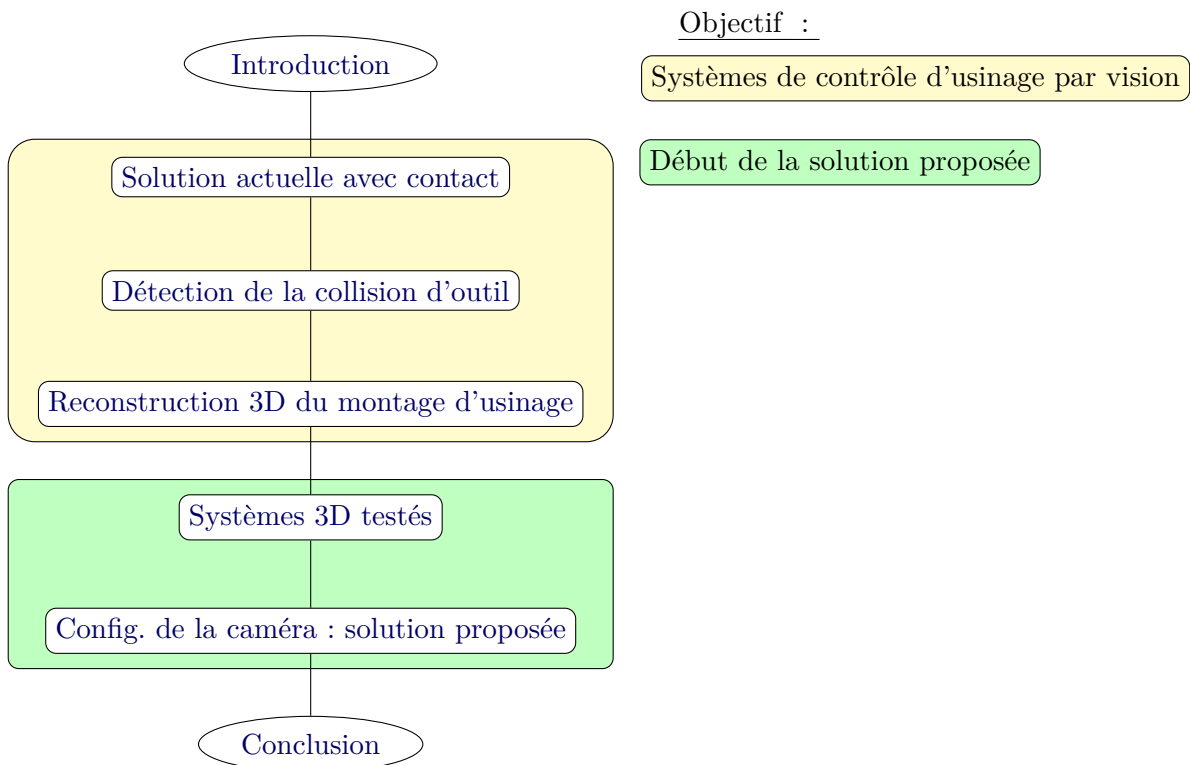 Objectif :
Introduction
Systèmes de contrôle d'usinage par vision
Début de la solution proposée
Solution actuelle avec contact
Détection de la collision d'outil
Reconstruction 3D du montage d'usinage
Systèmes 3D testés
Config. de la caméra : solution proposée
Conclusion